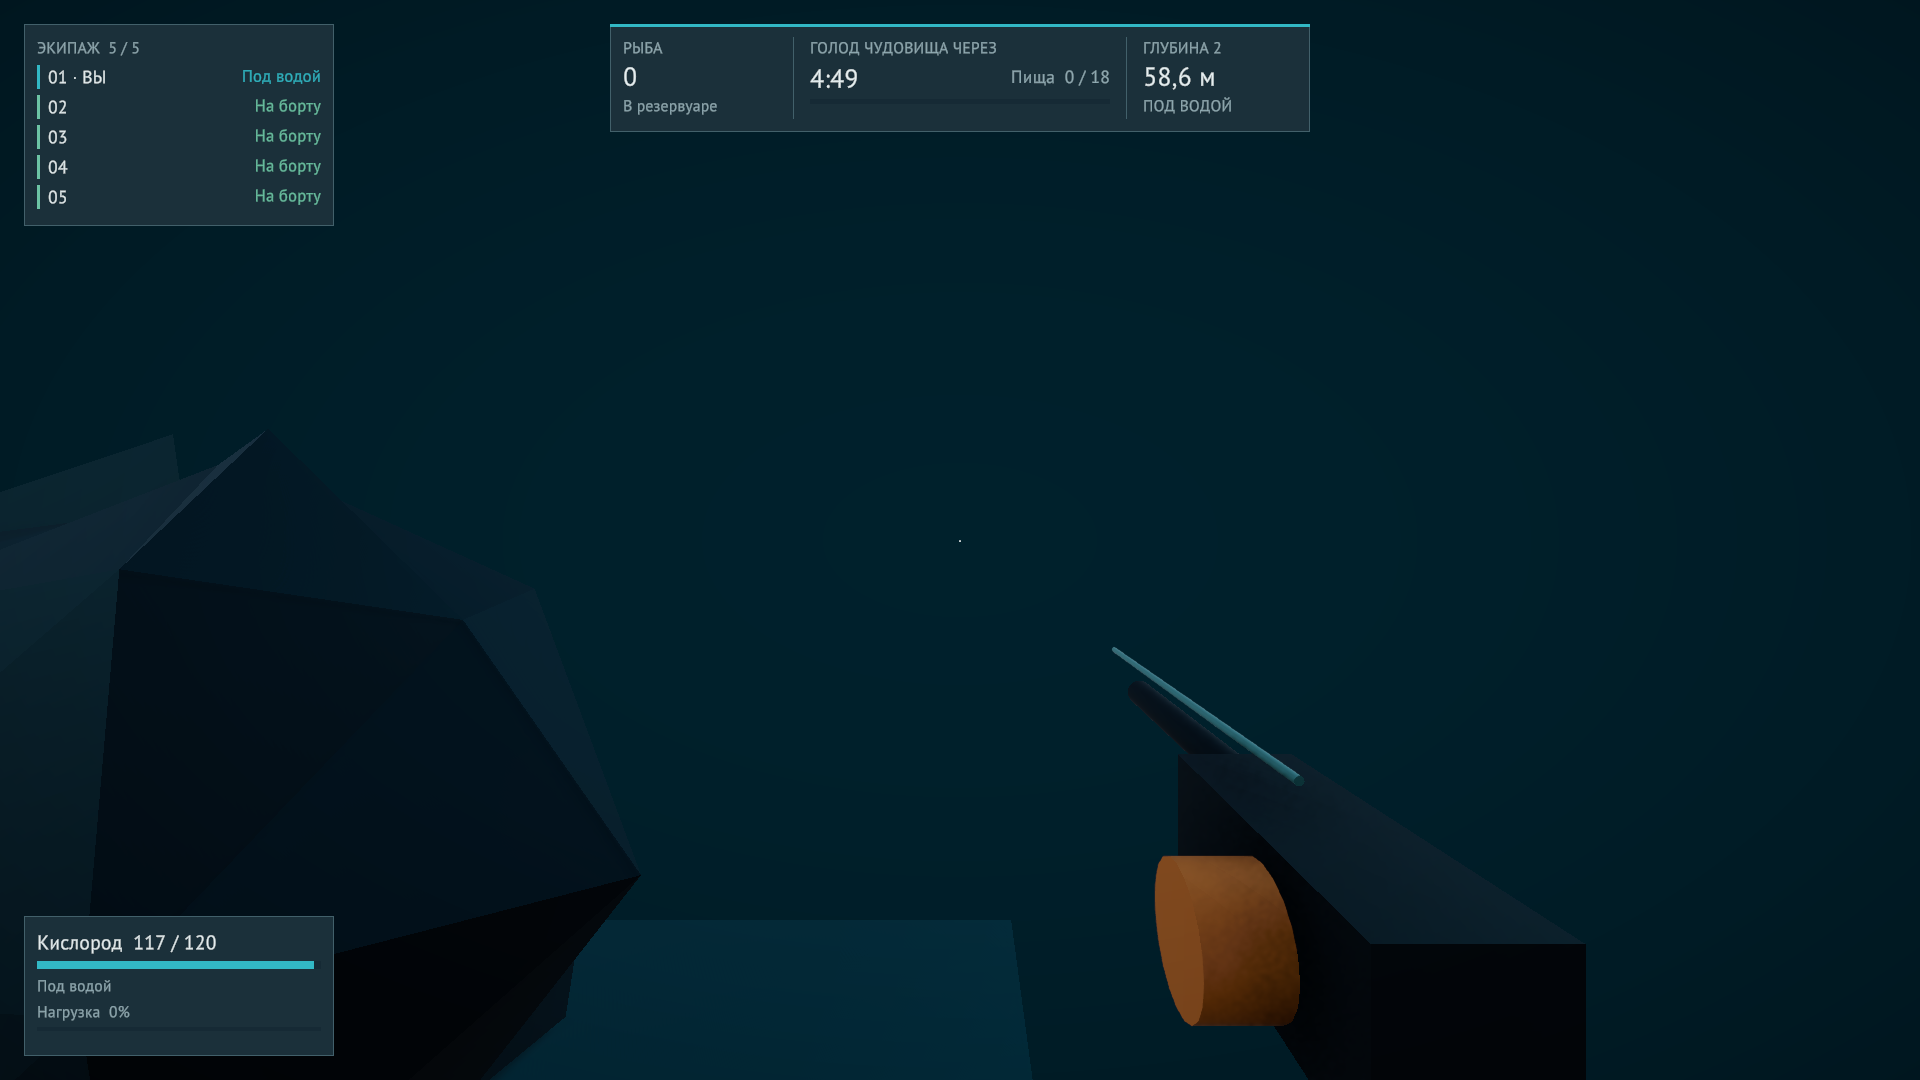 ЭКИПАЖ 5 / 5
01 · ВЫ Под водой
02 На борту
03 На борту
04 На борту
05 На борту
РЫБА
0
В резервуаре
ГОЛОД ЧУДОВИЩА ЧЕРЕЗ
4:49 Пища 0 / 18
ГЛУБИНА 2
58,6 м
ПОД ВОДОЙ
Кислород 117 / 120
Под водой
Нагрузка 0%